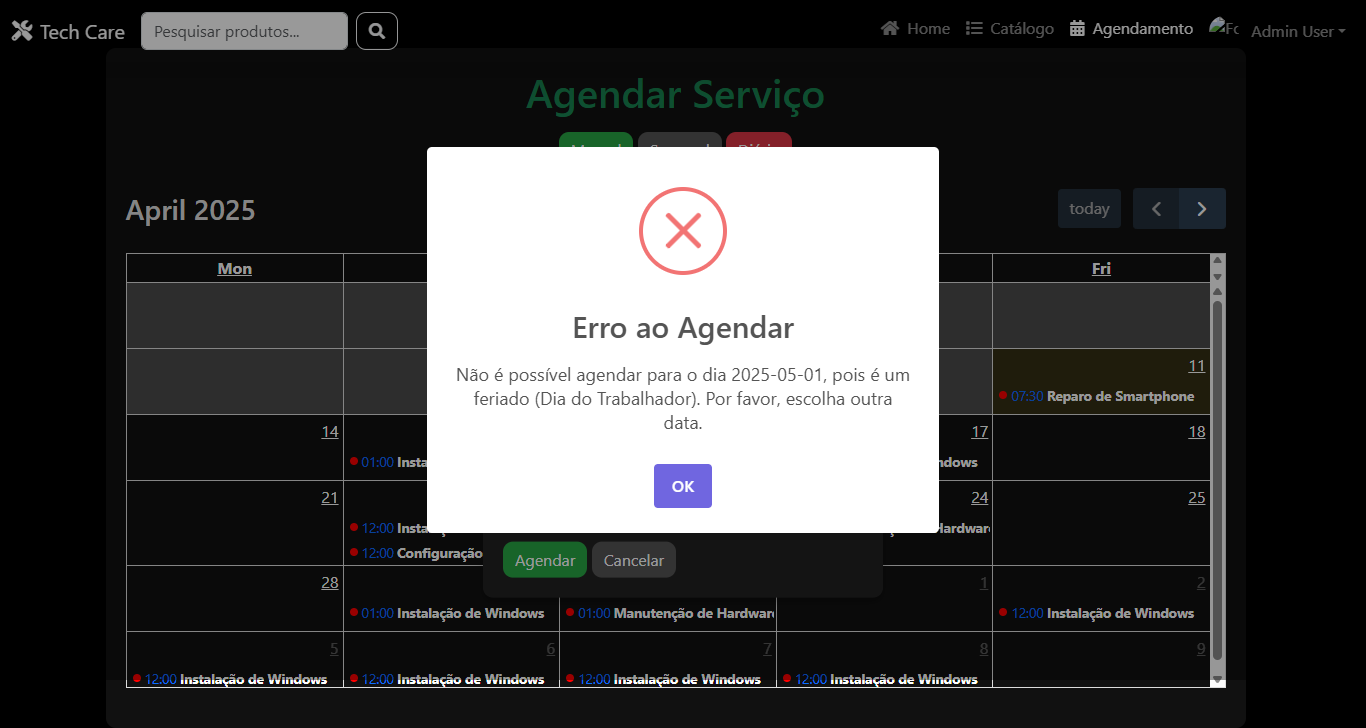 Tech Care
Pesquisar produtos...
Home
Catálogo
Agendamento
Fo
Admin User
Agendar Serviço
April 2025
today
Mon
Fri
Erro ao Agendar
Não é possível agendar para o dia 2025-05-01, pois é um
feriado (Dia do Trabalhador). Por favor, escolha outra
data.
OK
11
07:30 Reparo de Smartphone
14
17
18
01:00 Insta
ndows
21
24
25
12:00 Insta
Hardwar
12:00 Configuração
Agendar
Cancelar
28
1
2
01:00 Instalação de Windows
01:00 Manutenção de Hardwar
12:00 Instalação de Windows
5
6
7
8
9
12:00 Instalação de Windows
12:00 Instalação de Windows
12:00 Instalação de Windows
12:00 Instalação de Windows